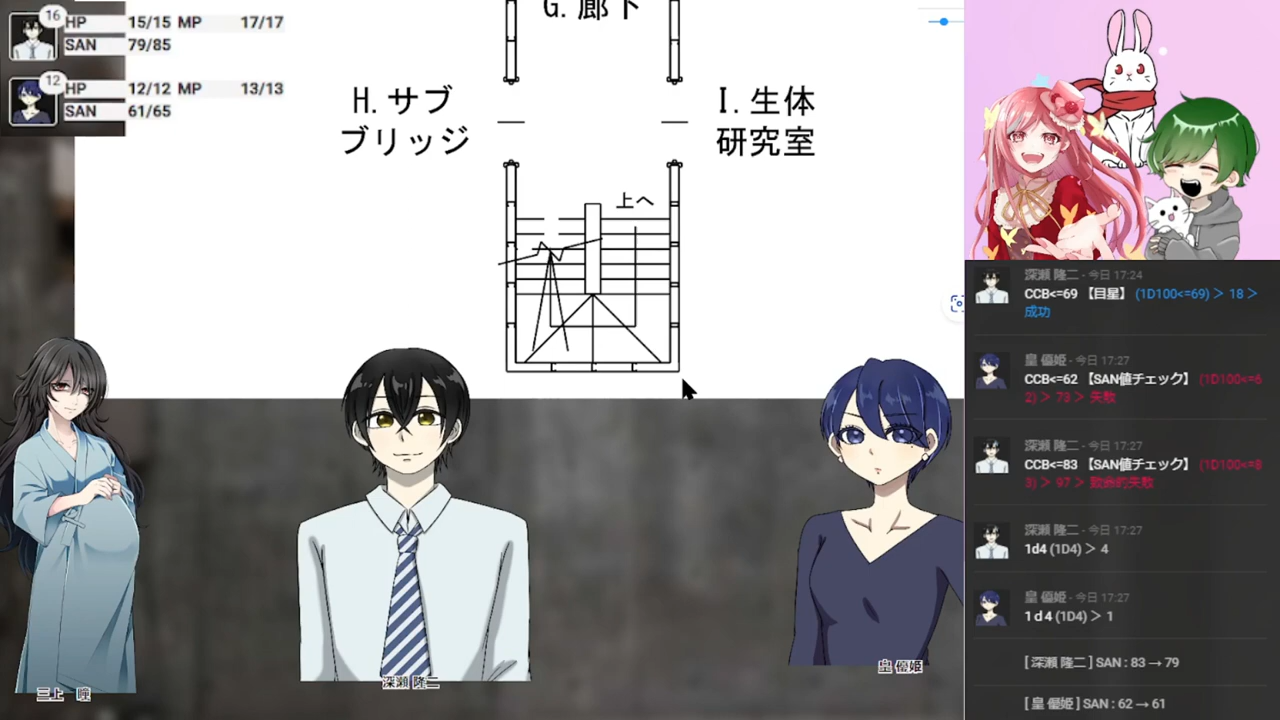 16
HP 15/15 MP 17/17
SAN 79/85
12
HP 12/12 MP 13/13
SAN 61/65
G.廊下
H.サブ
ブリッジ
I.生体
研究室
上へ
三上 瞳
深瀬 隆二
皇 優姫
深瀬 隆二 - 今日 17:24
CCB<=69 【目星】 (1D100<=69) > 18 >
成功
皇 優姫 - 今日 17:27
CCB<=62 【SAN値チェック】 (1D100<=6
2) > 73 > 失敗
深瀬 隆二 - 今日 17:27
CCB<=83 【SAN値チェック】 (1D100<=8
3) > 97 > 致命的失敗
深瀬 隆二 - 今日 17:27
1d4 (1D4) > 4
皇 優姫 - 今日 17:27
1d4 (1D4) > 1
[ 深瀬 隆二 ] SAN : 83 → 79
[ 皇 優姫 ] SAN : 62 → 61